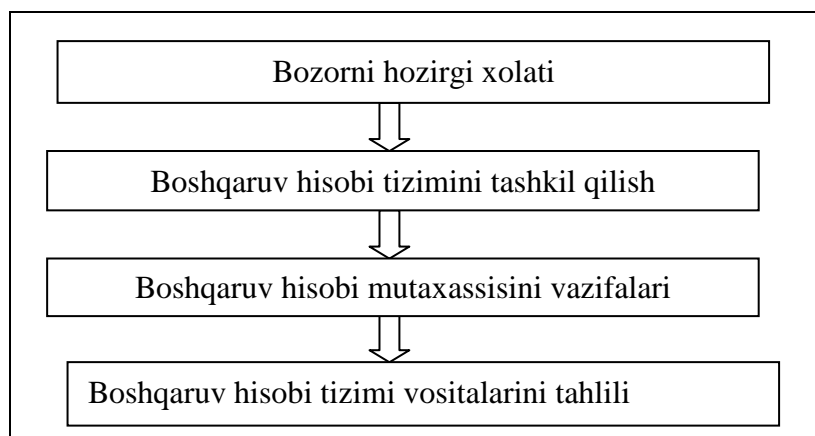 Bozorni hozirgi xolati
Boshqaruv hisobi tizimini tashkil qilish
Boshqaruv hisobi mutaxassisini vazifalari
Boshqaruv hisobi tizimi vositalarini tahlili